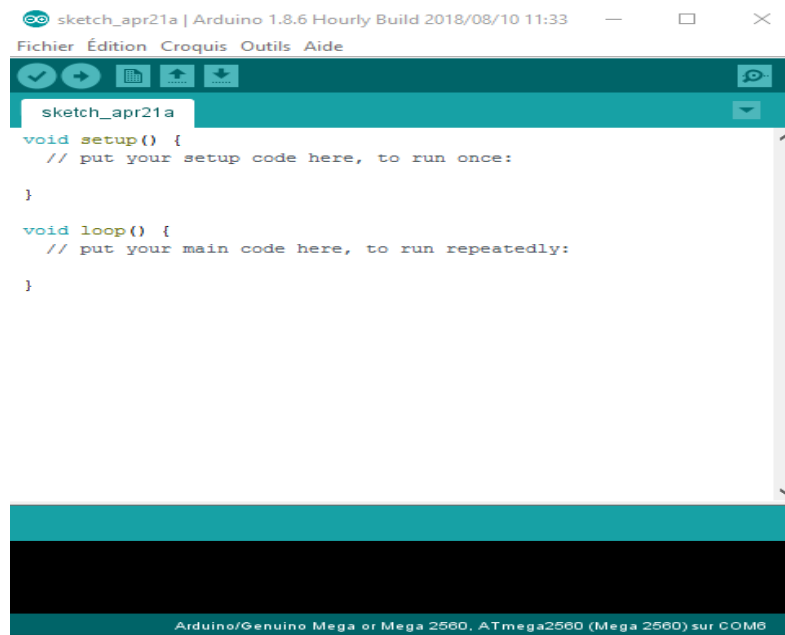 sketch_apr21a | Arduino 1.8.6 Hourly Build 2018/08/10 11:33
Fichier Édition Croquis Outils Aide
sketch_apr21a
void setup() {
  // put your setup code here, to run once:
}
void loop() {
  // put your main code here, to run repeatedly:
}
Arduino/Genuino Mega or Mega 2560, ATmega2560 (Mega 2560) sur COM6